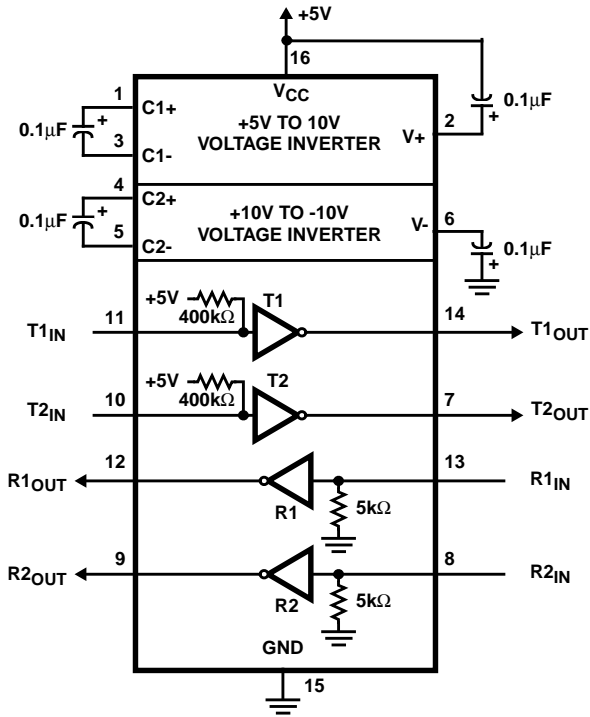 +5V
16
VCC
1
C1+
0.1μF
+
3
C1-
+5V TO 10V
VOLTAGE INVERTER
2
V+
0.1μF
+
4
C2+
0.1μF
+
5
C2-
+10V TO -10V
VOLTAGE INVERTER
6
V-
0.1μF
+
+5V
400kΩ
T1
T1IN
11
14
T1OUT
+5V
400kΩ
T2
T2IN
10
7
T2OUT
R1OUT
12
13
R1IN
R1
5kΩ
R2OUT
9
8
R2IN
R2
5kΩ
GND
15